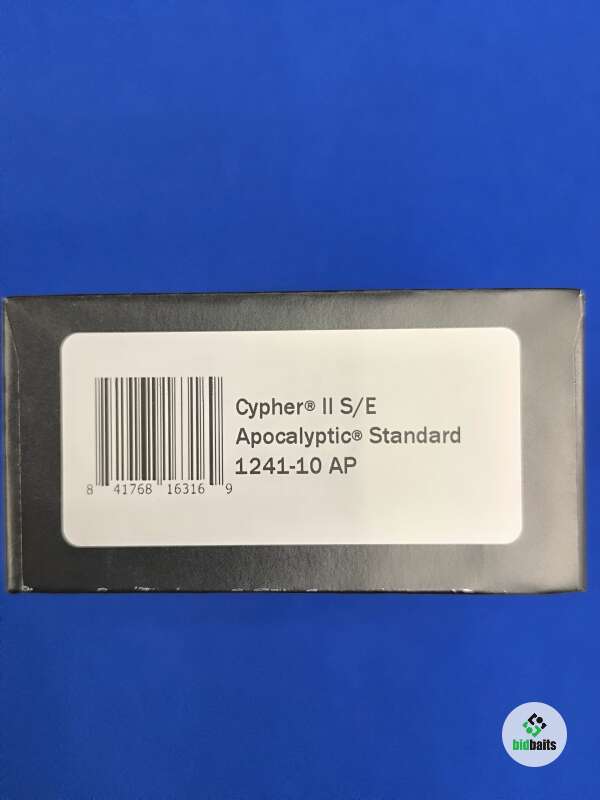 Cypher® II S/E
Apocalyptic® Standard
1241-10 AP
8 41768 16316 9
bidbaits